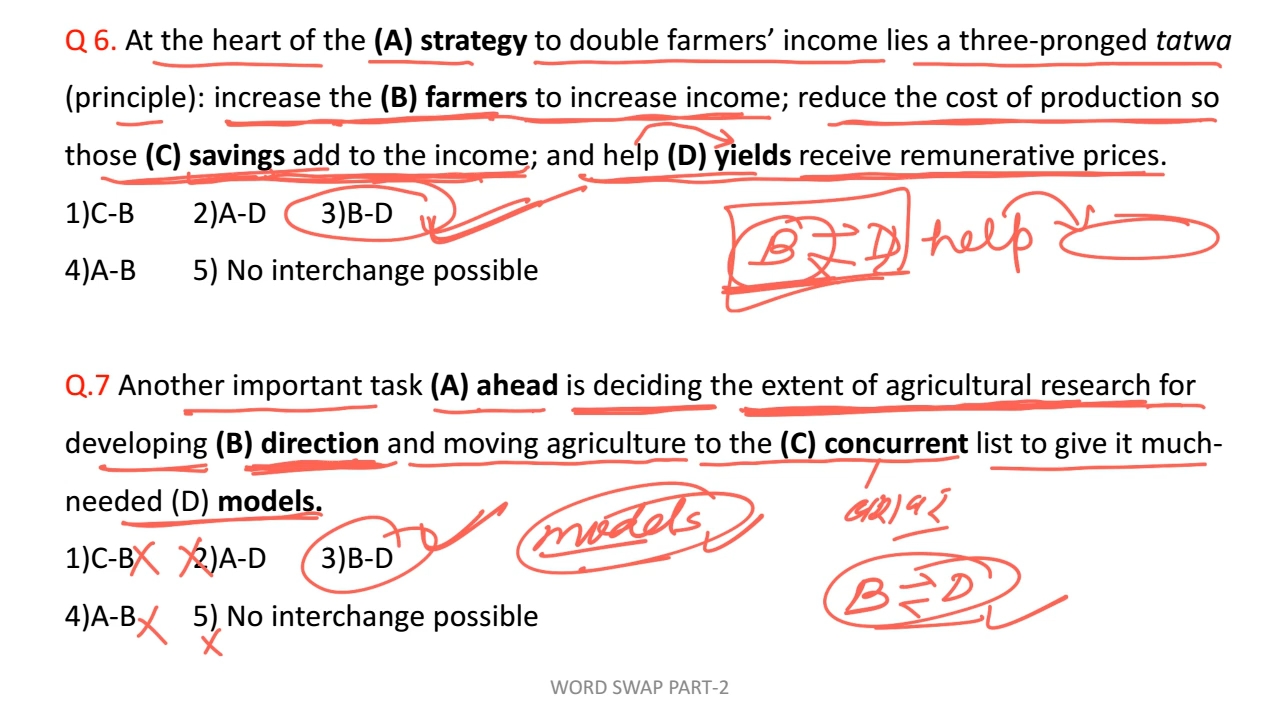 Q 6. At the heart of the (A) strategy to double farmers’ income lies a three-pronged tatwa
(principle): increase the (B) farmers to increase income; reduce the cost of production so
those (C) savings add to the income; and help (D) yields receive remunerative prices.
1)C-B 2)A-D 3)B-D
B ⇄ D help
4)A-B 5) No interchange possible
Q.7 Another important task (A) ahead is deciding the extent of agricultural research for
developing (B) direction and moving agriculture to the (C) concurrent list to give it much-
needed (D) models.
models
1)C-B 2)A-D 3)B-D
B ⇄ D
4)A-B 5) No interchange possible
WORD SWAP PART-2